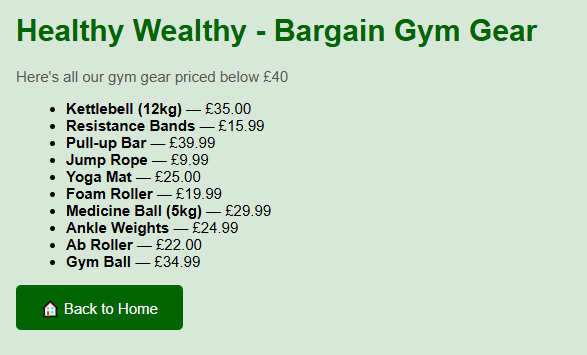 Healthy Wealthy - Bargain Gym Gear
Here's all our gym gear priced below £40
• Kettlebell (12kg) — £35.00
• Resistance Bands — £15.99
• Pull-up Bar — £39.99
• Jump Rope — £9.99
• Yoga Mat — £25.00
• Foam Roller — £19.99
• Medicine Ball (5kg) — £29.99
• Ankle Weights — £24.99
• Ab Roller — £22.00
• Gym Ball — £34.99
🏠 Back to Home